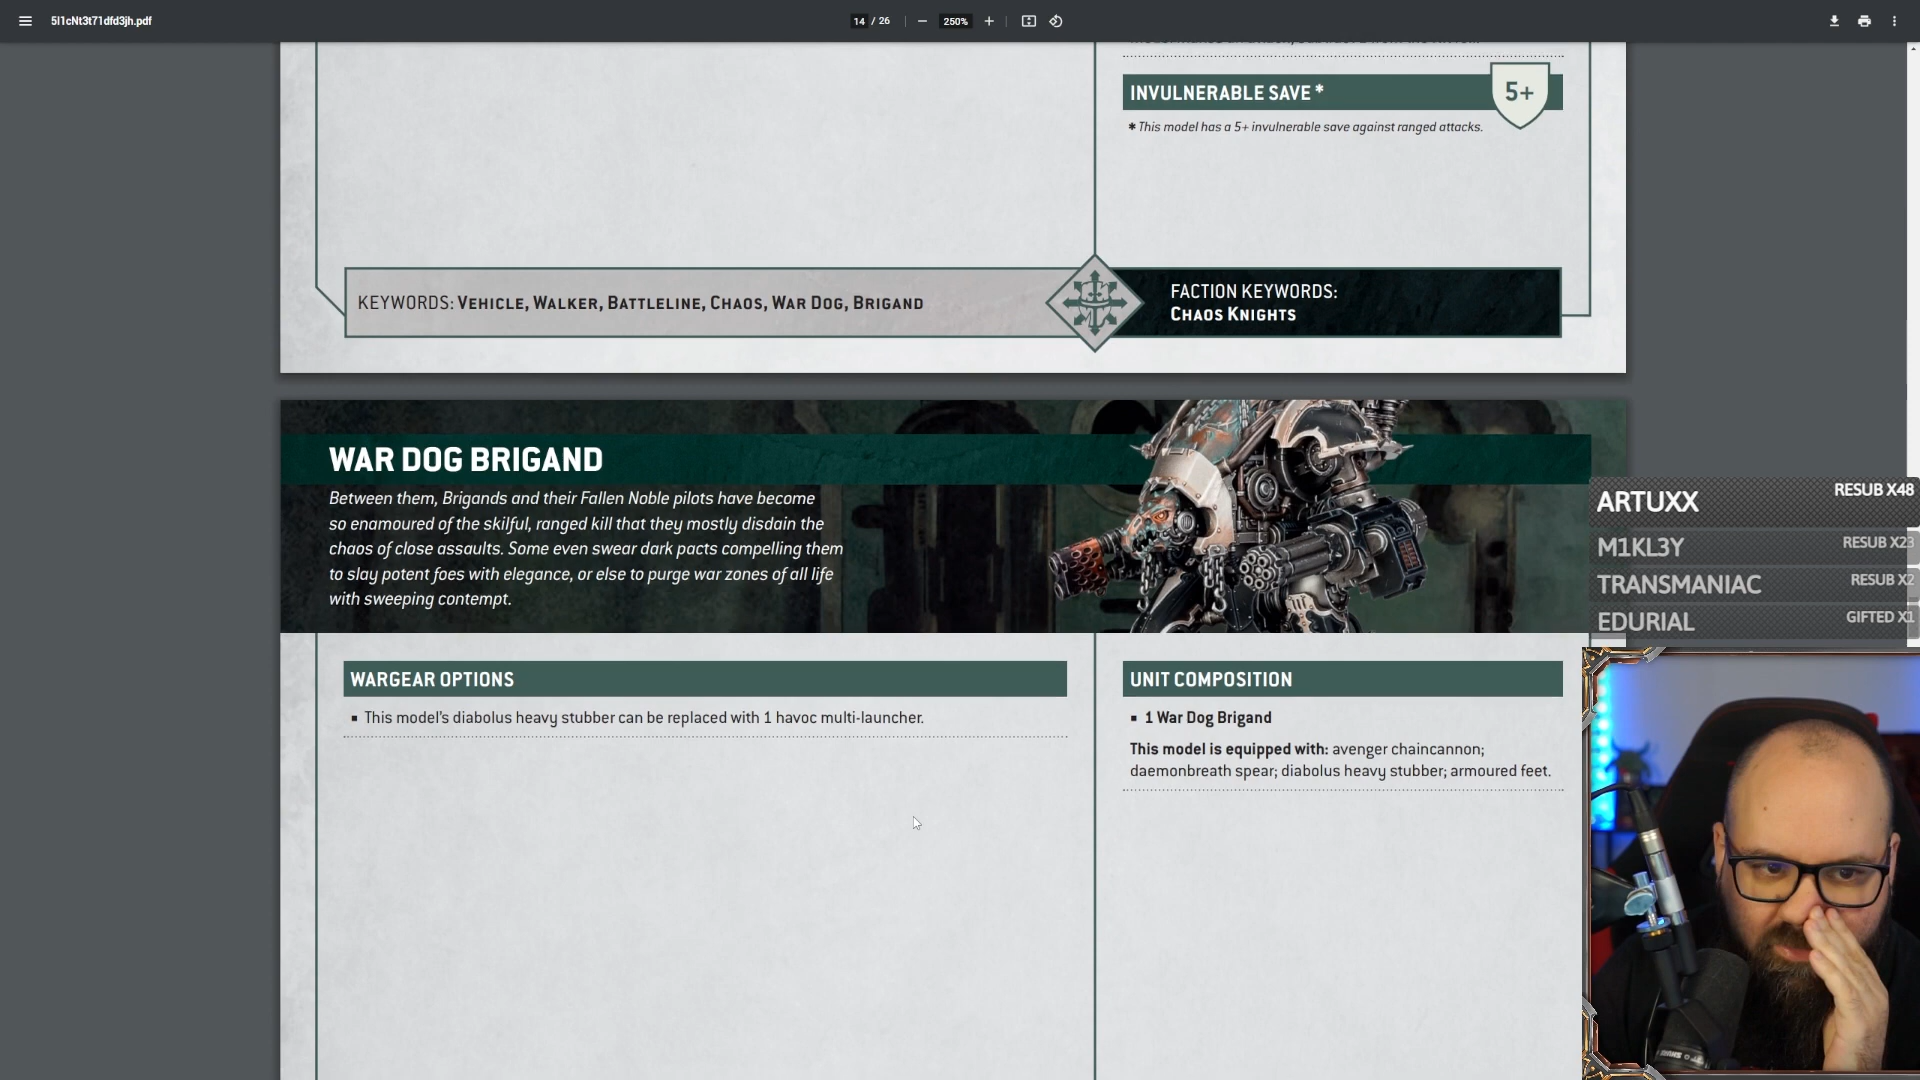 5l1cNt3t71dfd3jh.pdf
14 / 26
250%
INVULNERABLE SAVE *
5+
* This model has a 5+ invulnerable save against ranged attacks.
KEYWORDS: VEHICLE, WALKER, BATTLELINE, CHAOS, WAR DOG, BRIGAND
FACTION KEYWORDS:
CHAOS KNIGHTS
WAR DOG BRIGAND
Between them, Brigands and their Fallen Noble pilots have become
so enamoured of the skilful, ranged kill that they mostly disdain the
chaos of close assaults. Some even swear dark pacts compelling them
to slay potent foes with elegance, or else to purge war zones of all life
with sweeping contempt.
WARGEAR OPTIONS
▪ This model's diabolus heavy stubber can be replaced with 1 havoc multi-launcher.
UNIT COMPOSITION
▪ 1 War Dog Brigand
This model is equipped with: avenger chaincannon;
daemonbreath spear; diabolus heavy stubber; armoured feet.
ARTUXX RESUB X48
M1KL3Y RESUB X23
TRANSMANIAC RESUB X2
EDURIAL GIFTED X1